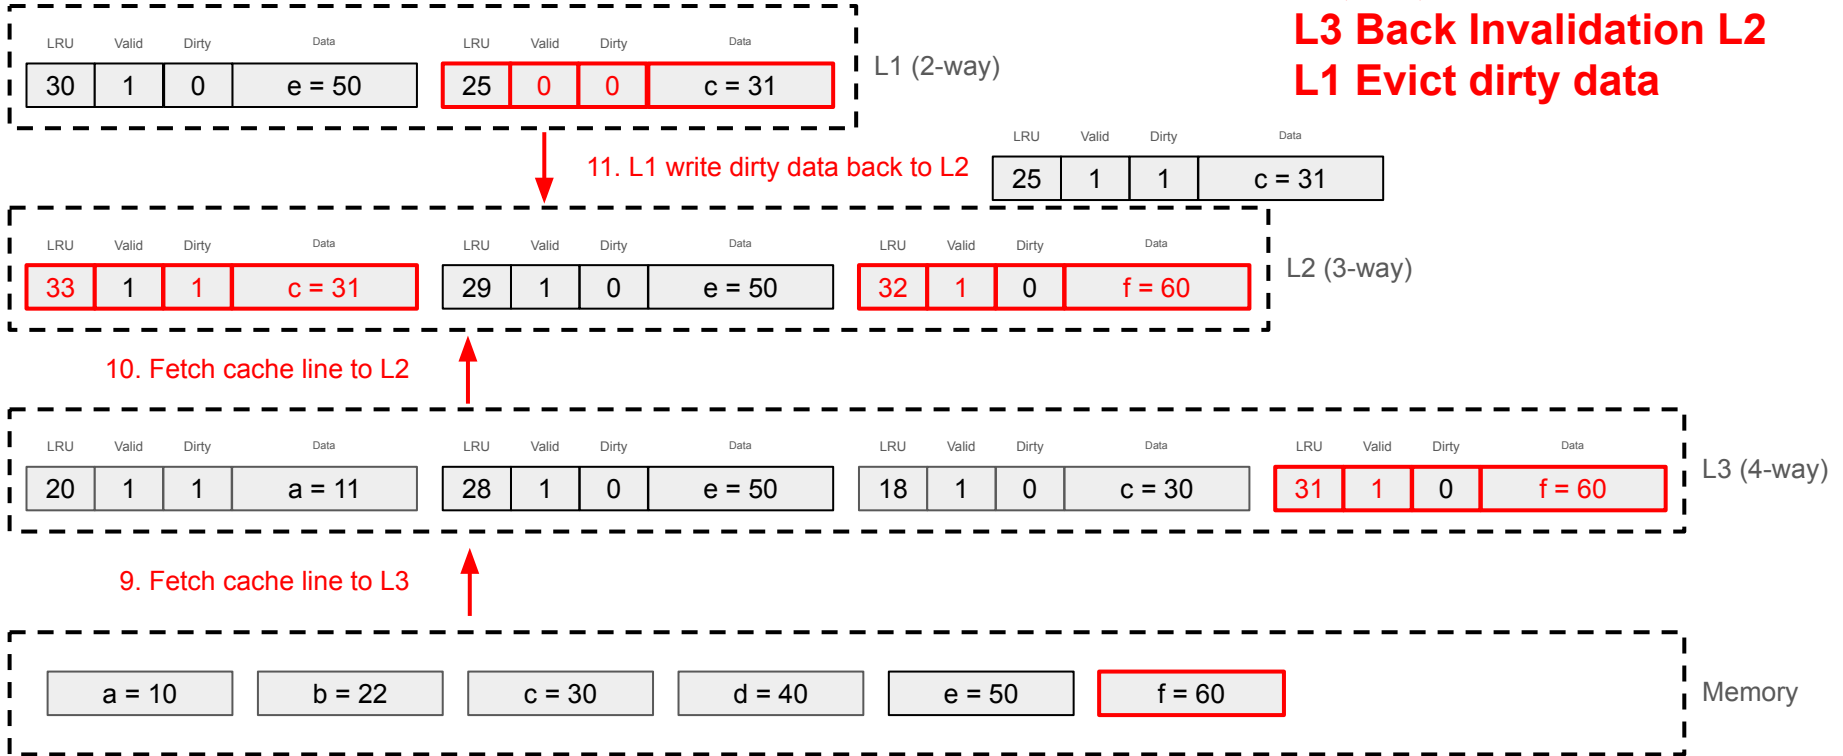 L3 Back Invalidation L2
L1 Evict dirty data
LRU Valid Dirty Data LRU Valid Dirty Data
30 1 0 e = 50 25 0 0 c = 31
L1 (2-way)
11. L1 write dirty data back to L2
LRU Valid Dirty Data
25 1 1 c = 31
LRU Valid Dirty Data LRU Valid Dirty Data LRU Valid Dirty Data
33 1 1 c = 31 29 1 0 e = 50 32 1 0 f = 60
L2 (3-way)
10. Fetch cache line to L2
LRU Valid Dirty Data LRU Valid Dirty Data LRU Valid Dirty Data LRU Valid Dirty Data
20 1 1 a = 11 28 1 0 e = 50 18 1 0 c = 30 31 1 0 f = 60
L3 (4-way)
9. Fetch cache line to L3
a = 10 b = 22 c = 30 d = 40 e = 50 f = 60
Memory